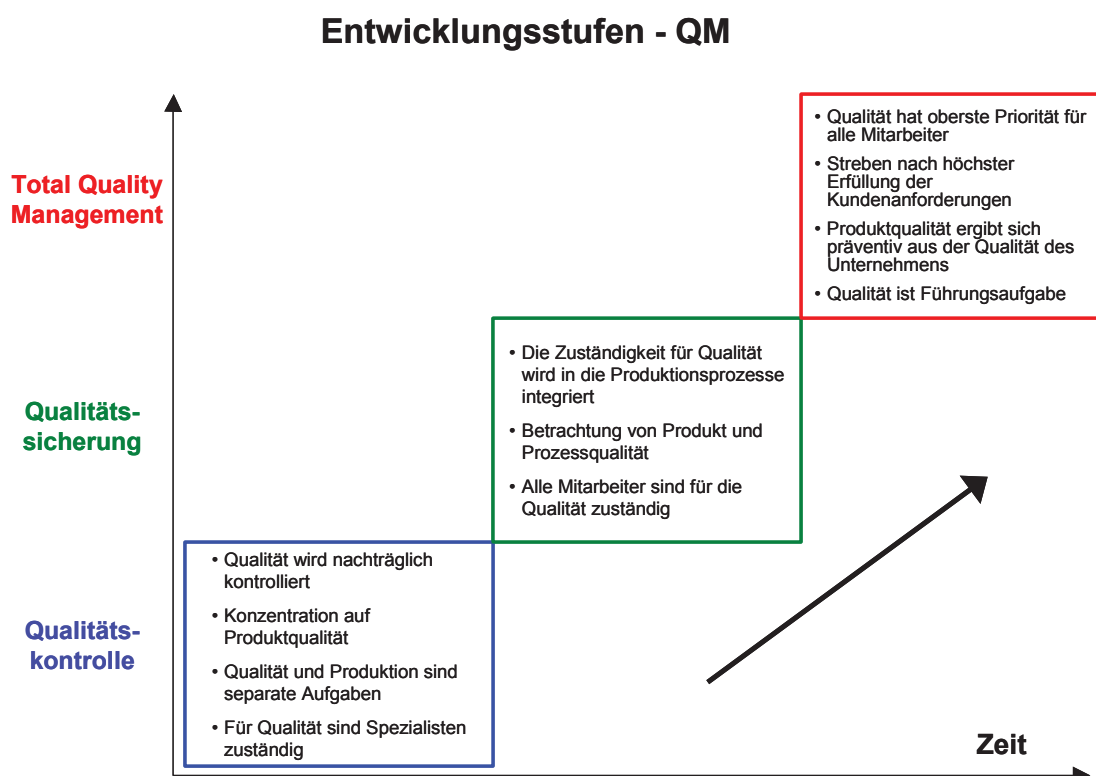 Entwicklungsstufen - QM
Total Quality
Management
• Qualität hat oberste Priorität für
alle Mitarbeiter
• Streben nach höchster
Erfüllung der
Kundenanforderungen
• Produktqualität ergibt sich
präventiv aus der Qualität des
Unternehmens
• Qualität ist Führungsaufgabe
Qualitäts-
sicherung
• Die Zuständigkeit für Qualität
wird in die Produktionsprozesse
integriert
• Betrachtung von Produkt und
Prozessqualität
• Alle Mitarbeiter sind für die
Qualität zuständig
Qualitäts-
kontrolle
• Qualität wird nachträglich
kontrolliert
• Konzentration auf
Produktqualität
• Qualität und Produktion sind
separate Aufgaben
• Für Qualität sind Spezialisten
zuständig
Zeit